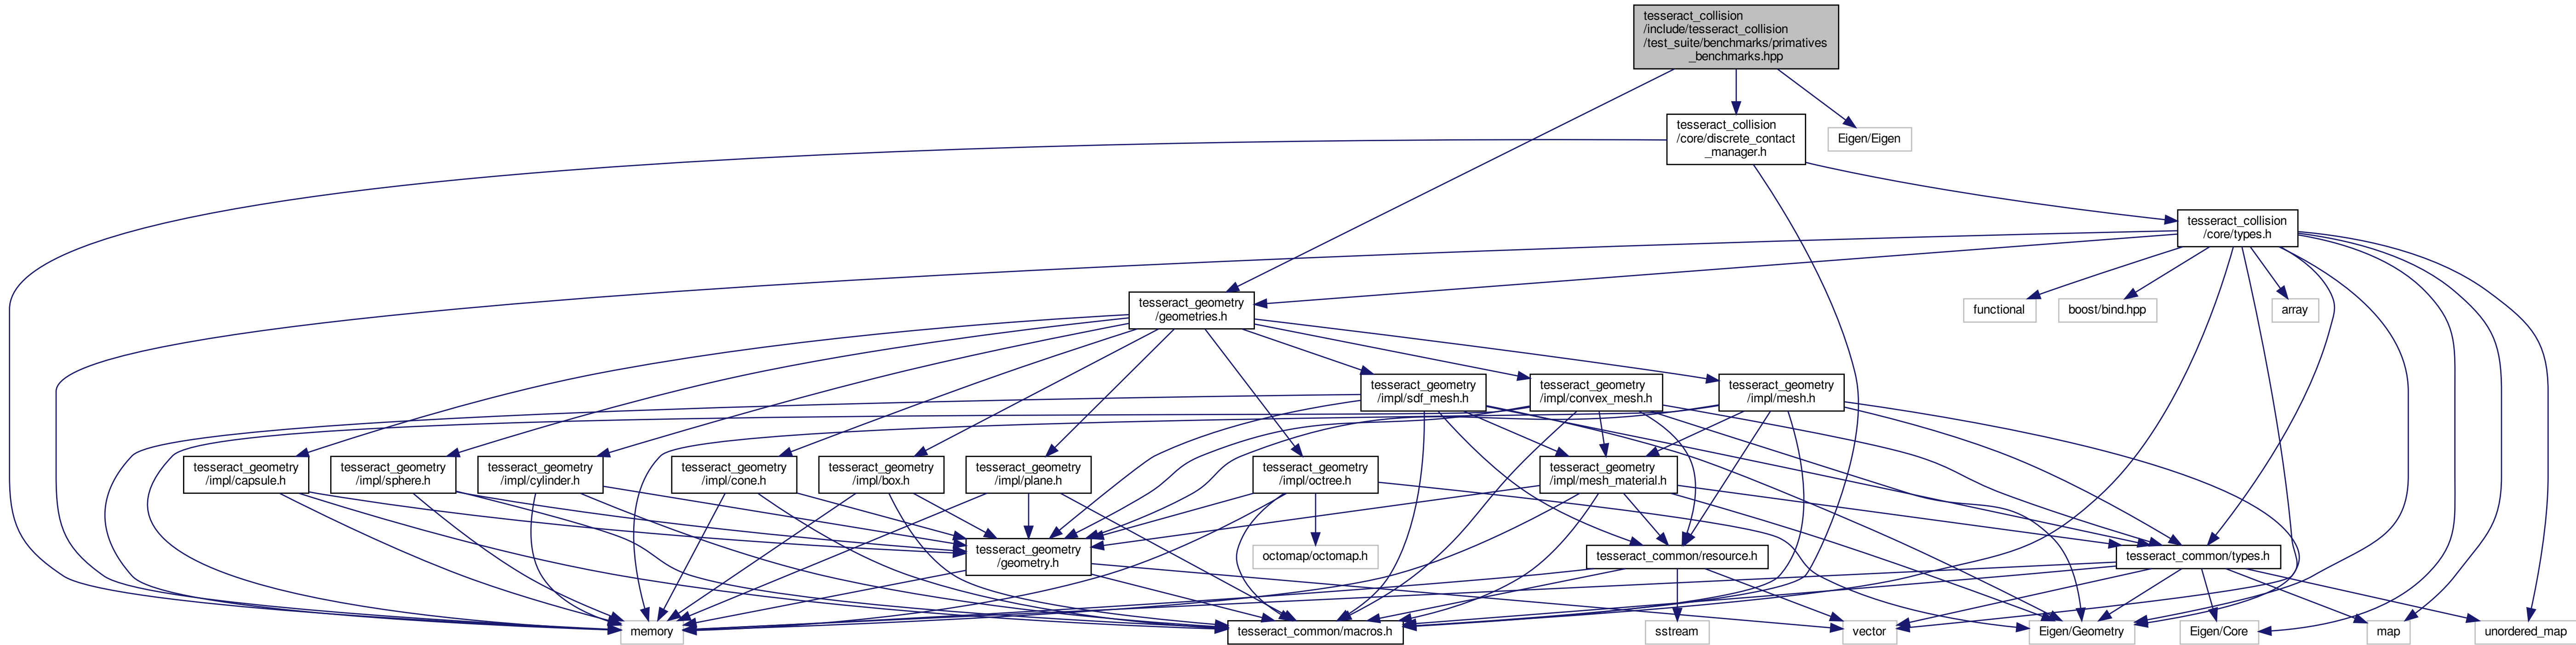 tesseract_collision
/include/tesseract_collision
/test_suite/benchmarks/primatives
_benchmarks.hpp
tesseract_collision
/core/discrete_contact
_manager.h
Eigen/Eigen
tesseract_collision
/core/types.h
tesseract_geometry
/geometries.h
functional
boost/bind.hpp
array
tesseract_geometry
/impl/sdf_mesh.h
tesseract_geometry
/impl/convex_mesh.h
tesseract_geometry
/impl/mesh.h
tesseract_geometry
/impl/capsule.h
tesseract_geometry
/impl/sphere.h
tesseract_geometry
/impl/cylinder.h
tesseract_geometry
/impl/cone.h
tesseract_geometry
/impl/box.h
tesseract_geometry
/impl/plane.h
tesseract_geometry
/impl/octree.h
tesseract_geometry
/impl/mesh_material.h
tesseract_geometry
/geometry.h
octomap/octomap.h
tesseract_common/resource.h
tesseract_common/types.h
memory
tesseract_common/macros.h
sstream
vector
Eigen/Geometry
Eigen/Core
map
unordered_map